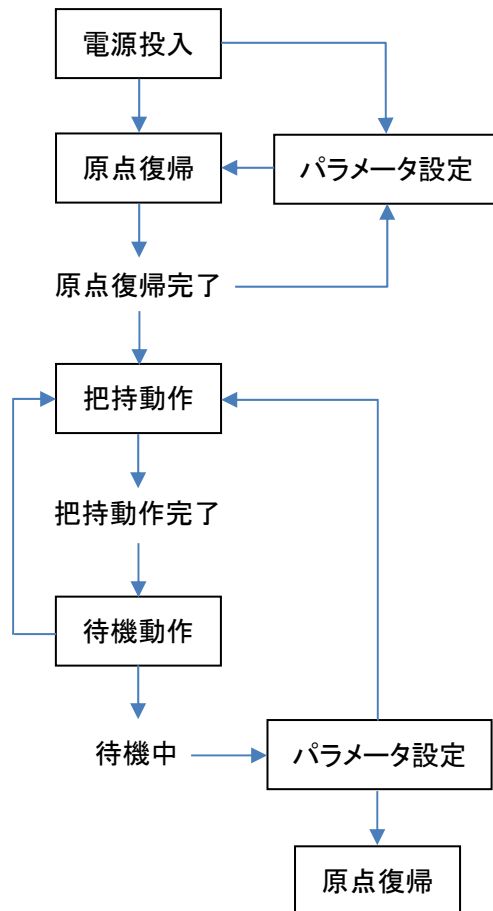 電源投入
原点復帰
パラメータ設定
原点復帰完了
把持動作
把持動作完了
待機動作
待機中
パラメータ設定
原点復帰